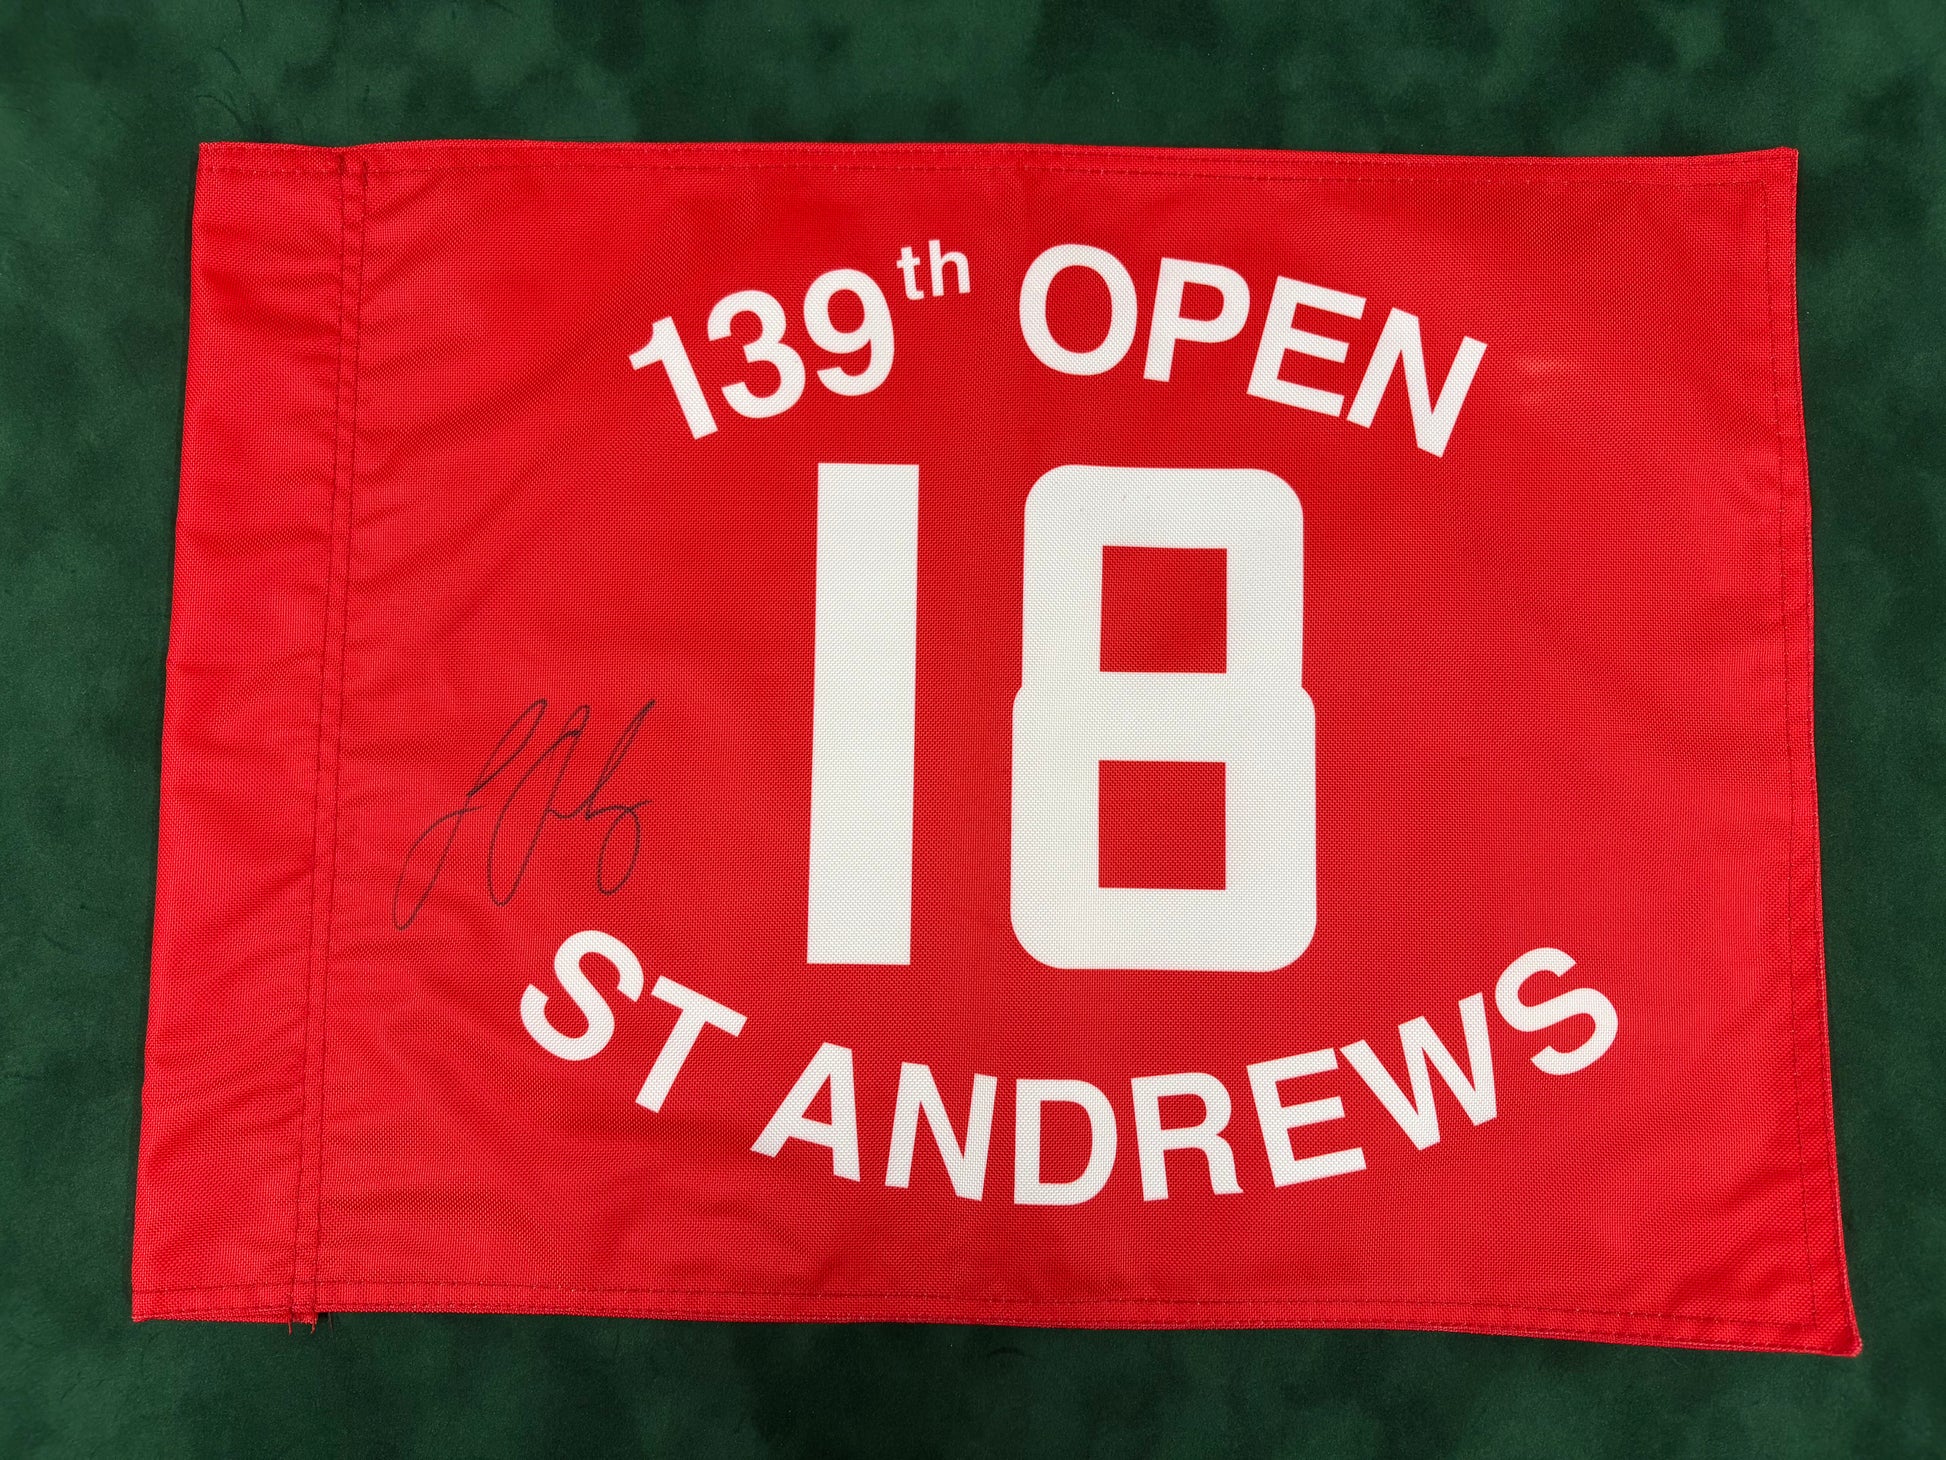 139th OPEN
18
ST ANDREWS